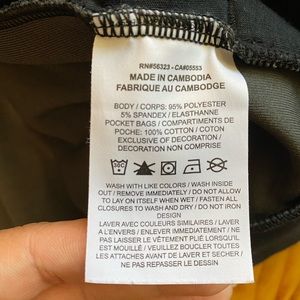 RN#56323 - CA#05553
MADE IN CAMBODIA
FABRIQUE AU CAMBODGE
BODY / CORPS: 95% POLYESTER
5% SPANDEX / ELASTHANNE
POCKET BAGS / COMPARTIMENTS DE
POCHE: 100% COTTON / COTON
EXCLUSIVE OF DECORATION /
DECORATION NON COMPRISE
30C
WASH WITH LIKE COLORS / WASH INSIDE
OUT / REMOVE IMMEDIATELY / DO NOT ALLOW
TO LAY ON ITSELF WHEN WET / FASTEN ALL
CLOSURES TO WASH AND DRY / DO NOT IRON
DESIGN
LAVER AVEC COULEURS SIMILAIRES / LAVER
A L'ENVERS / ENLEVER IMMEDIATEMENT / NE
PAS LAISSER LE VÊTEMENT PLIÉ LORSQU'IL
EST MOUILLÉ / VEUILLEZ BOUCLER TOUTES
LES ATTACHES AVANT DE LAVER ET SÉCHER /
NE PAS REPASSER LE DESSIN